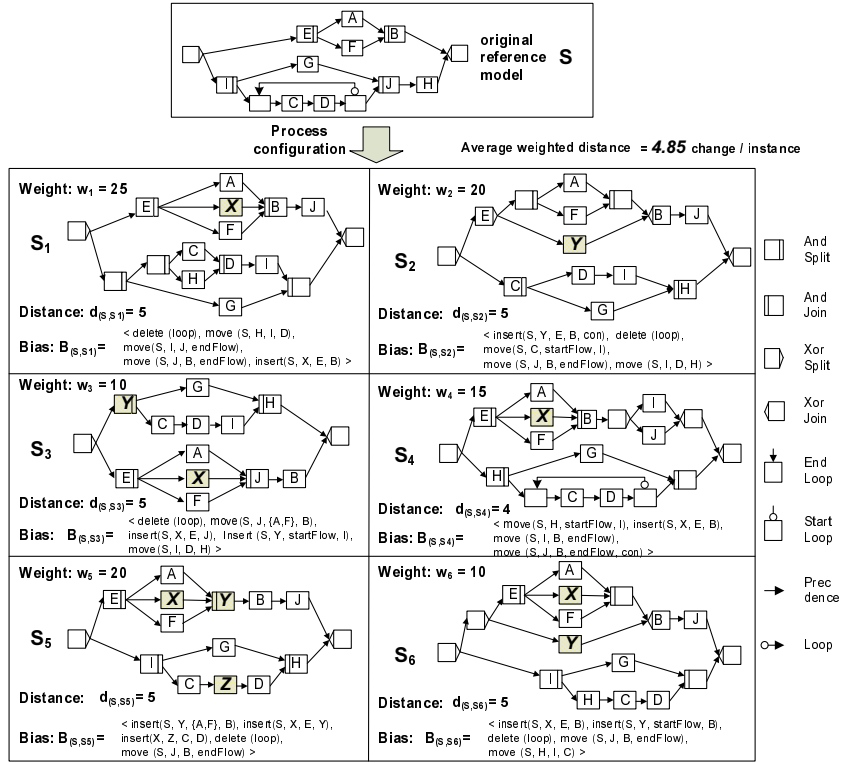 original
reference
model
S
E
A
F
B
I
G
C
D
J
H
Process
configuration
Average weighted distance = 4.85 change / instance
Weight: w1 = 25
S1
E
A
X
F
B
J
C
H
D
I
G
Distance: d(S,S1) = 5
Bias: B(S,S1)=
< delete (loop), move (S, H, I, D),
move(S, I, J, endFlow),
move (S, J, B, endFlow), insert(S, X, E, B) >
Weight: w2 = 20
S2
E
A
F
Y
B
J
C
D
I
G
H
Distance: d(S,S2)= 5
Bias: B(S,S2)=
< insert(S, Y, E, B, con), delete (loop),
move(S, C, startFlow, I),
move (S, J, B, endFlow), move (S, I, D, H) >
Weight: w3 = 10
S3
Y
G
C
D
I
H
E
A
X
F
J
B
Distance: d(S,S3)= 5
Bias: B(S,S3)=
< delete (loop), move(S, J, {A,F}, B),
insert(S, X, E, J), Insert (S, Y, startFlow, I),
move(S, I, D, H) >
Weight: w4 = 15
S4
E
A
X
F
B
I
J
H
G
C
D
Distance: d(S,S4)= 4
Bias: B(S,S4)=
< move(S, H, startFlow, I), insert(S, X, E, B),
move (S, I, B, endFlow),
move (S, J, B, endFlow, con) >
Weight: w5 = 20
S5
E
A
X
F
Y
B
J
I
G
C
Z
D
H
Distance: d(S,S5)= 5
Bias: B(S,S5)=
< insert(S, Y, {A,F}, B), insert(S, X, E, Y),
insert(X, Z, C, D), delete (loop),
move (S, J, B, endFlow) >
Weight: w6 = 10
S6
E
A
X
F
Y
B
J
I
G
H
C
D
Distance: d(S,S6)= 5
Bias: B(S,S6)=
< insert(S, X, E, B), insert(S, Y, startFlow, B),
delete (loop), move (S, J, B, endFlow),
move (S, H, I, C) >
And
Split
And
Join
Xor
Split
Xor
Join
End
Loop
Start
Loop
Prec
dence
Loop